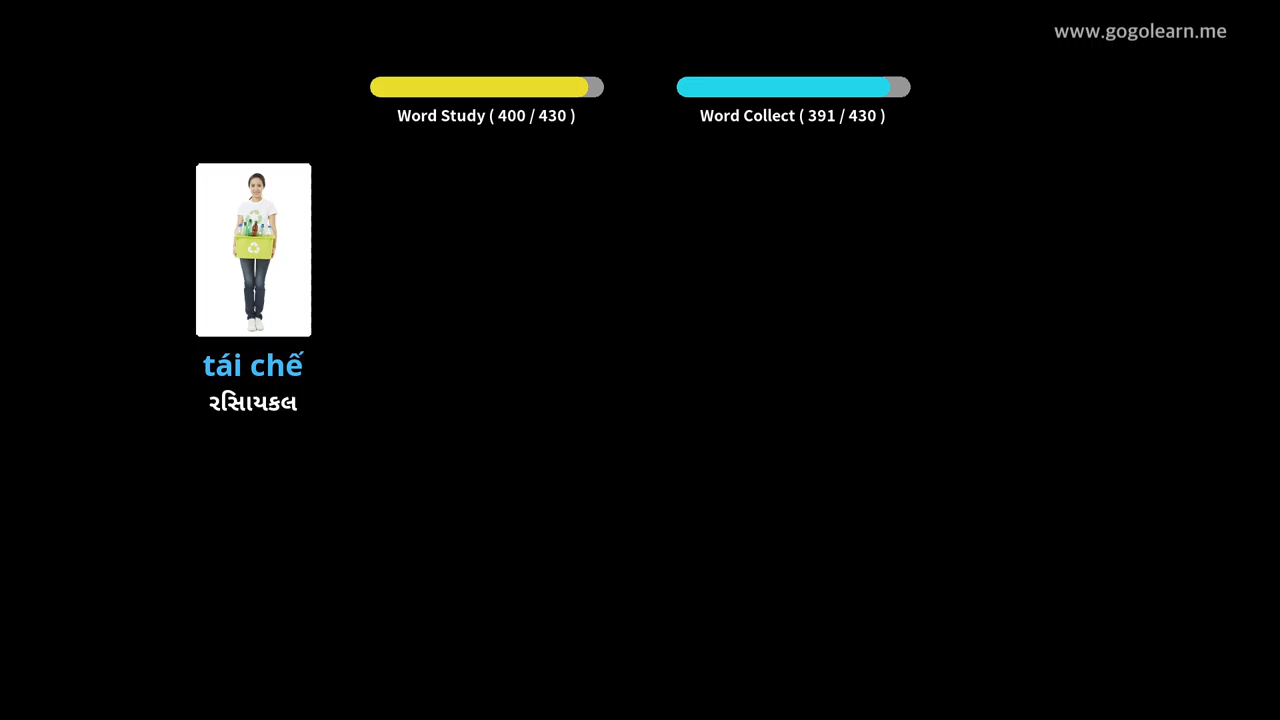 www.gogolearn.me
Word Study ( 400 / 430 )
Word Collect ( 391 / 430 )
tái chế
રિસાયકલ